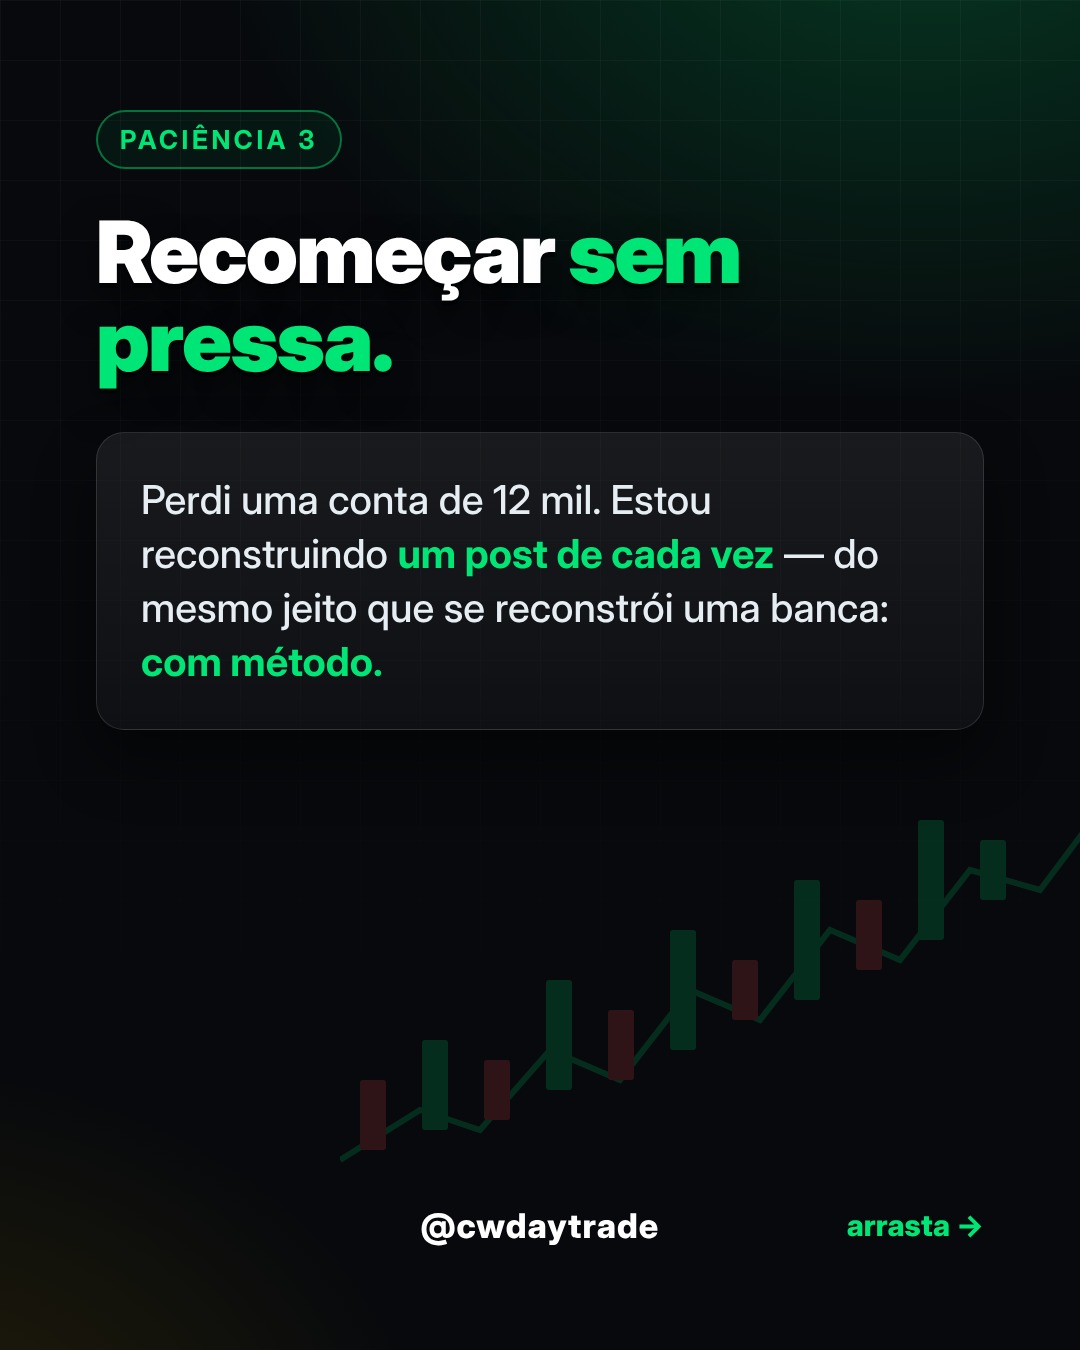 PACIÊNCIA 3
Recomeçar sem
pressa.
Perdi uma conta de 12 mil. Estou
reconstruindo um post de cada vez — do
mesmo jeito que se reconstrói uma banca:
com método.
@cwdaytrade
arrasta →